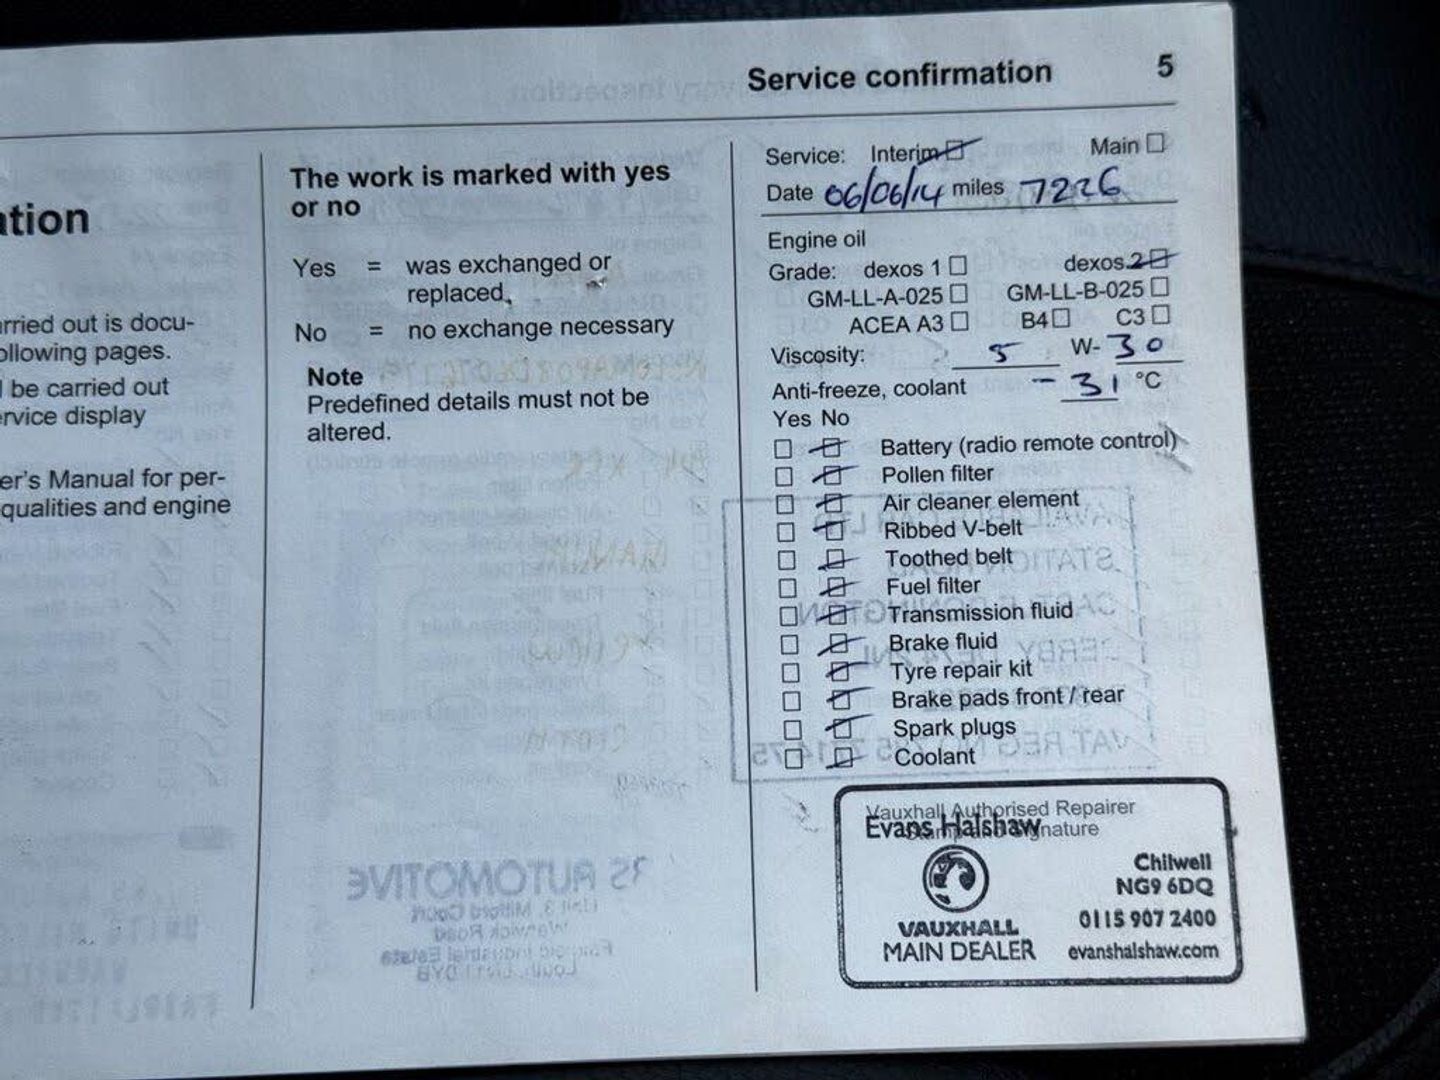 Service confirmation 5
ation
arried out is docu-
ollowing pages.
l be carried out
ervice display
er's Manual for per-
qualities and engine
The work is marked with yes
or no
Yes = was exchanged or
replaced,
No = no exchange necessary
Note
Predefined details must not be
altered.
Service: Interim Main
Date 06/06/14 miles 7226
Engine oil
Grade: dexos 1 dexos 2
GM-LL-A-025 GM-LL-B-025
ACEA A3 B4 C3
Viscosity: 5 W-30
Anti-freeze, coolant -31 °C
Yes No
Battery (radio remote control)
Pollen filter
Air cleaner element
Ribbed V-belt
Toothed belt
Fuel filter
Transmission fluid
Brake fluid
Tyre repair kit
Brake pads front / rear
Spark plugs
Coolant
Vauxhall Authorised Repairer
Stamp and Signature
Evans Halshaw
VAUXHALL
MAIN DEALER
Chilwell
NG9 6DQ
0115 907 2400
evanshalshaw.com